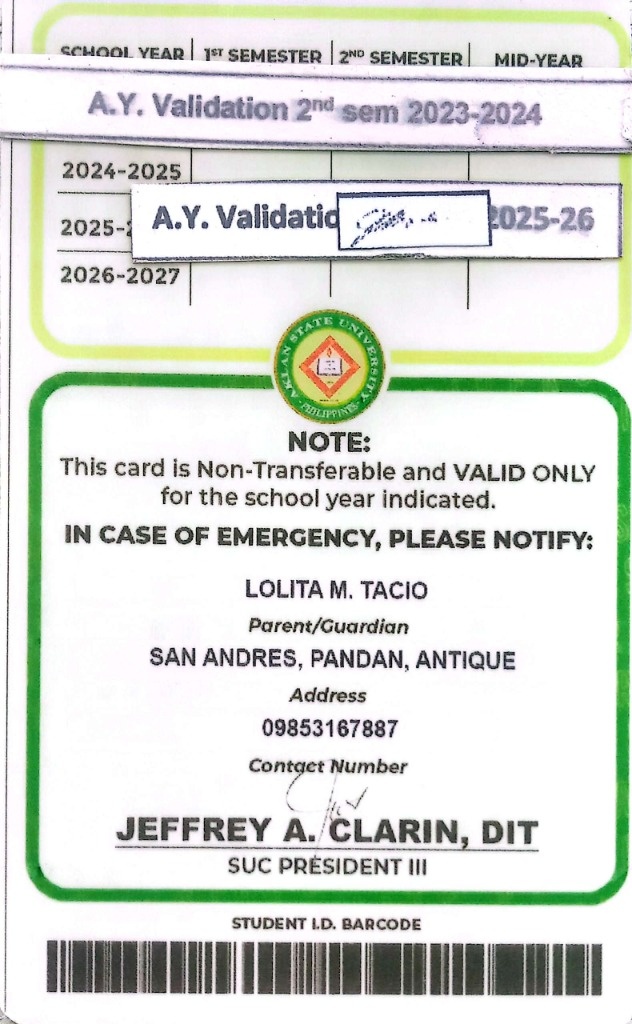 SCHOOL YEAR 1ST SEMESTER 2ND SEMESTER MID-YEAR
A.Y. Validation 2nd sem 2023-2024
2024-2025
A.Y. Validatio 2025-26
2025-2
2026-2027
AKLAN STATE UNIVERSITY
PHILIPPINES
NOTE:
This card is Non-Transferable and VALID ONLY
for the school year indicated.
IN CASE OF EMERGENCY, PLEASE NOTIFY:
LOLITA M. TACIO
Parent/Guardian
SAN ANDRES, PANDAN, ANTIQUE
Address
09853167887
Contact Number
JEFFREY A. CLARIN, DIT
SUC PRESIDENT III
STUDENT I.D. BARCODE